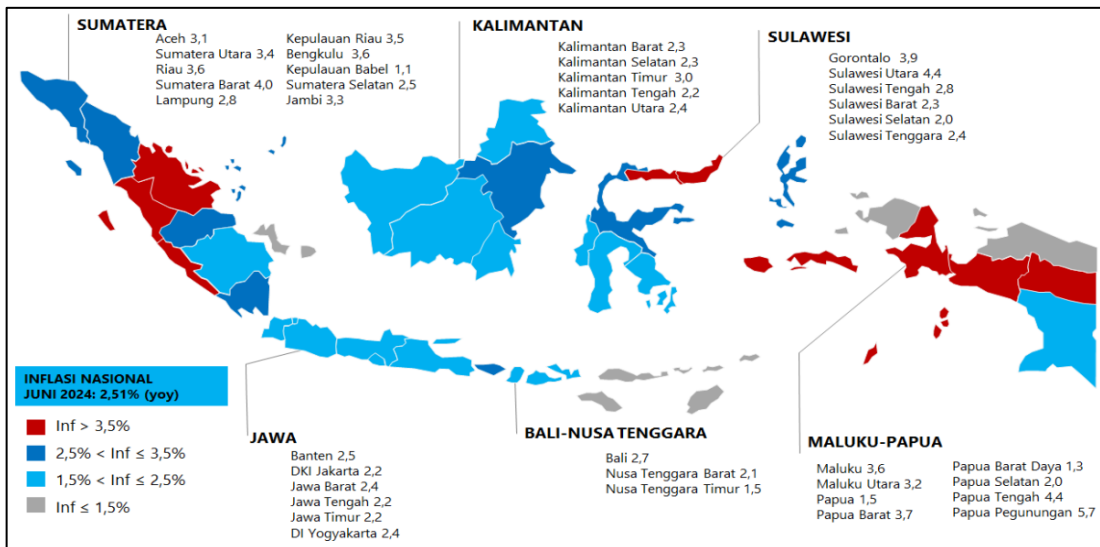 SUMATERA
Aceh 3,1
Sumatera Utara 3,4
Riau 3,6
Sumatera Barat 4,0
Lampung 2,8
Kepulauan Riau 3,5
Bengkulu 3,6
Kepulauan Babel 1,1
Sumatera Selatan 2,5
Jambi 3,3
KALIMANTAN
Kalimantan Barat 2,3
Kalimantan Selatan 2,3
Kalimantan Timur 3,0
Kalimantan Tengah 2,2
Kalimantan Utara 2,4
SULAWESI
Gorontalo 3,9
Sulawesi Utara 4,4
Sulawesi Tengah 2,8
Sulawesi Barat 2,3
Sulawesi Selatan 2,0
Sulawesi Tenggara 2,4
INFLASI NASIONAL
JUNI 2024: 2,51% (yoy)
Inf > 3,5%
2,5% < Inf ≤ 3,5%
1,5% < Inf ≤ 2,5%
Inf ≤ 1,5%
JAWA
Banten 2,5
DKI Jakarta 2,2
Jawa Barat 2,4
Jawa Tengah 2,2
Jawa Timur 2,2
DI Yogyakarta 2,4
BALI-NUSA TENGGARA
Bali 2,7
Nusa Tenggara Barat 2,1
Nusa Tenggara Timur 1,5
MALUKU-PAPUA
Maluku 3,6
Maluku Utara 3,2
Papua 1,5
Papua Barat 3,7
Papua Barat Daya 1,3
Papua Selatan 2,0
Papua Tengah 4,4
Papua Pegunungan 5,7